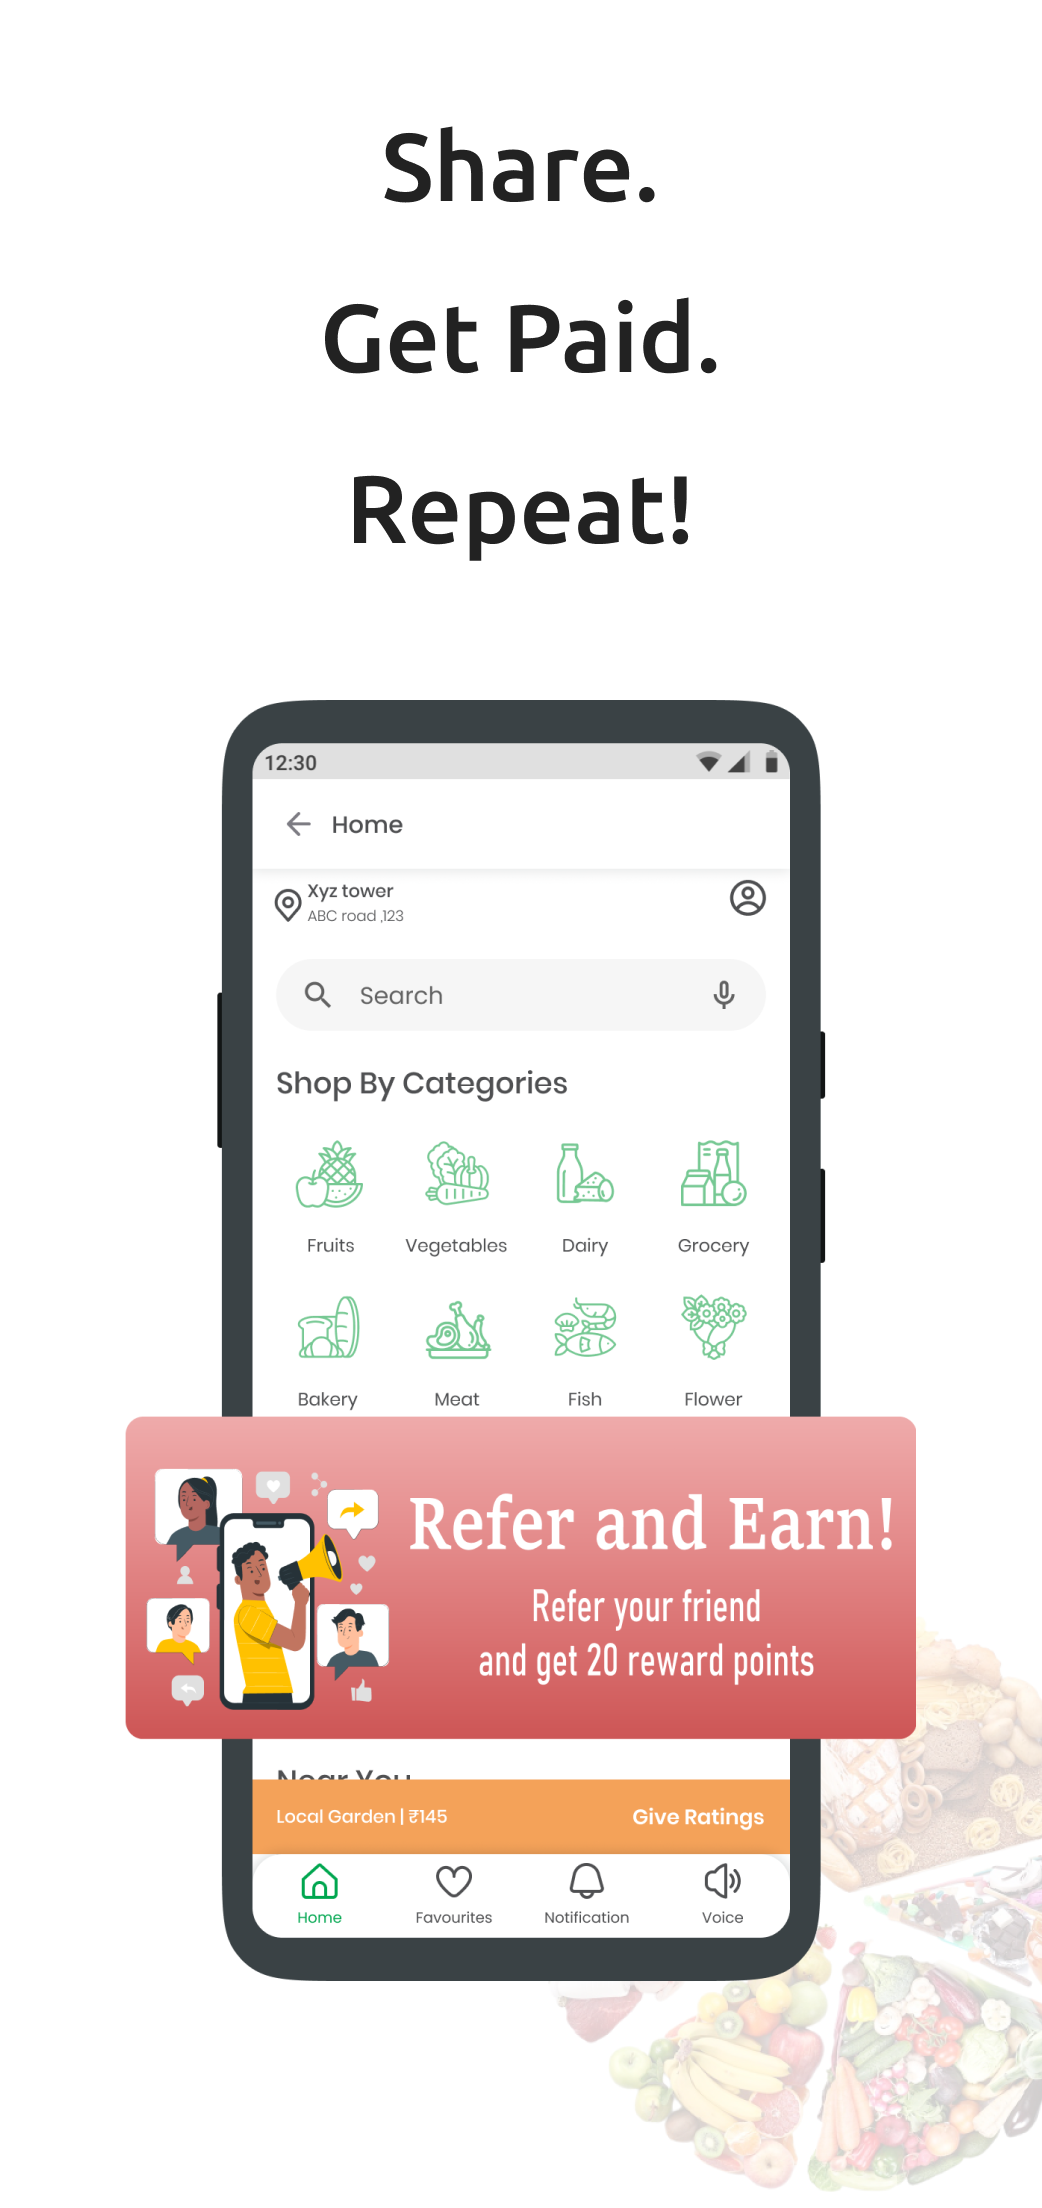 Share.
Get Paid.
Repeat!
12:30
Home
Xyz tower
ABC road ,123
Search
Shop By Categories
Fruits Vegetables Dairy Grocery
Bakery Meat Fish Flower
Refer and Earn!
Refer your friend
and get 20 reward points
Near You
Local Garden | ₹145 Give Ratings
Home Favourites Notification Voice